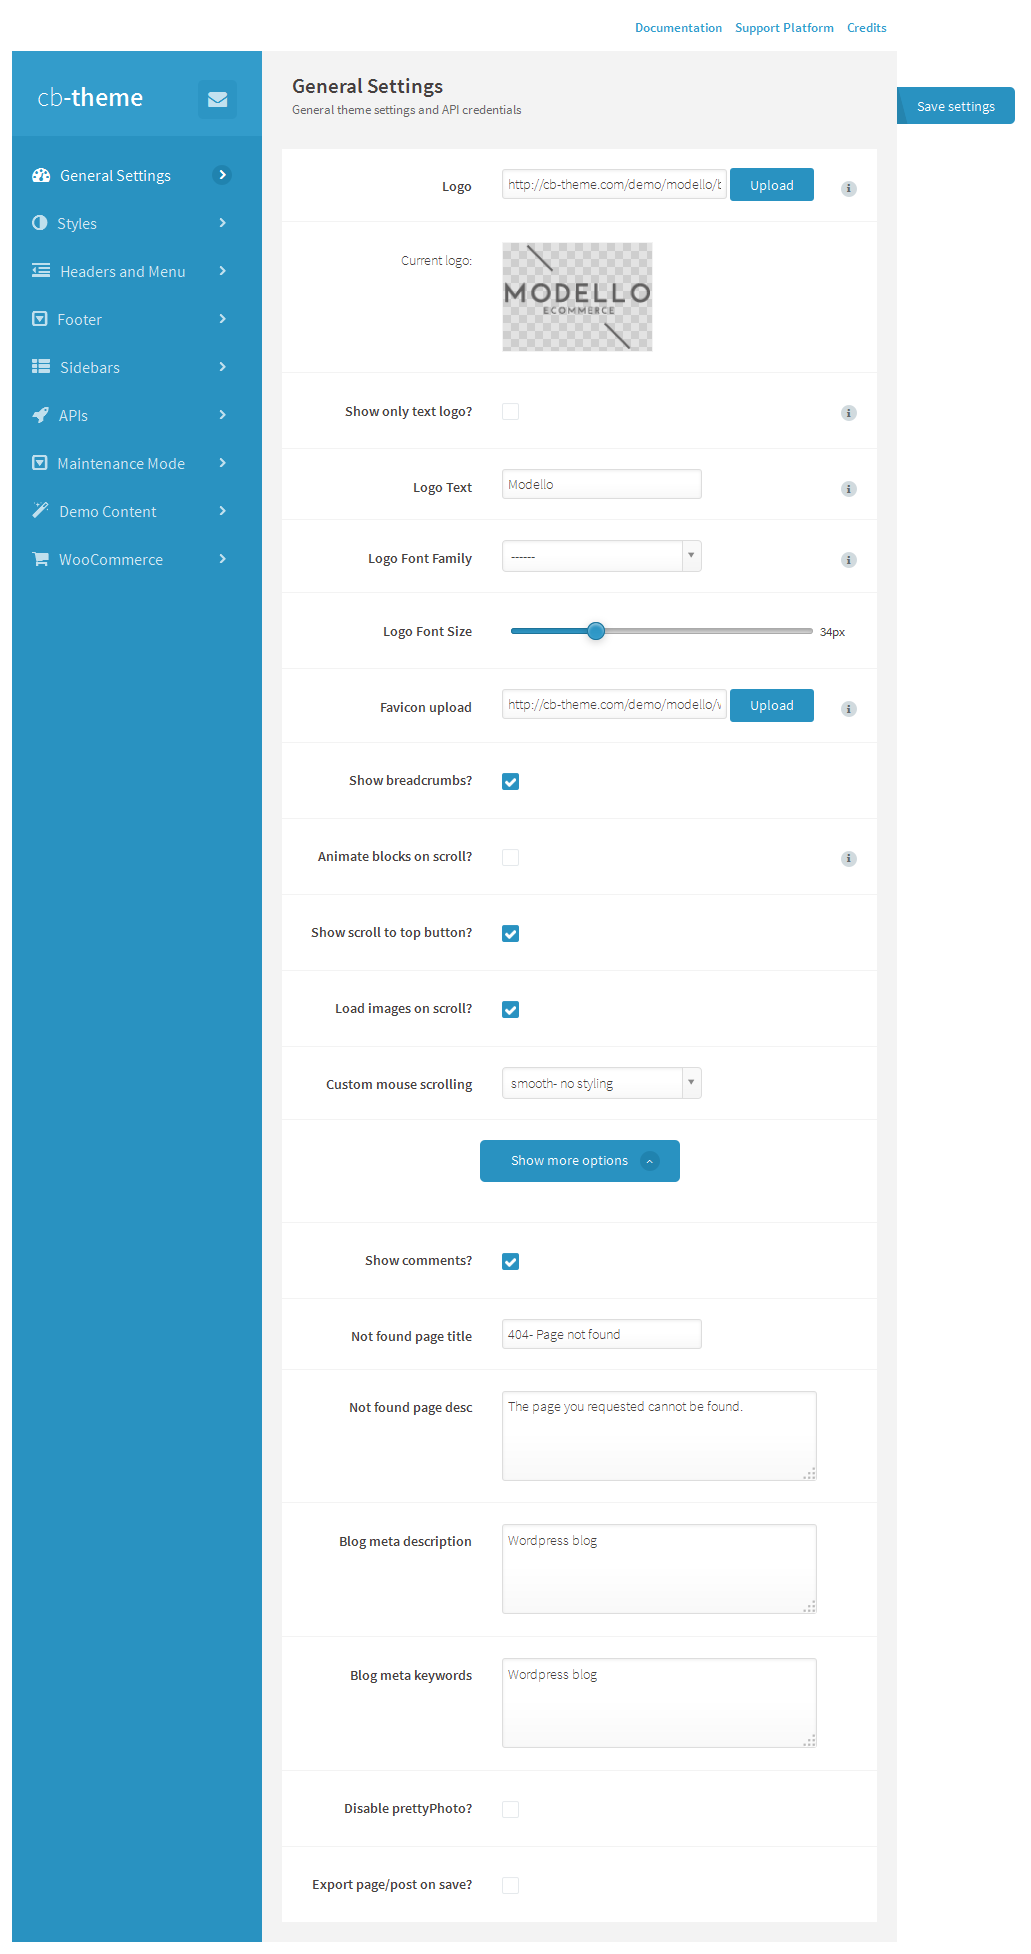 Documentation Support Platform Credits
cb-theme
General Settings
General theme settings and API credentials
Save settings
General Settings
Styles
Headers and Menu
Footer
Sidebars
APIs
Maintenance Mode
Demo Content
WooCommerce
Logo http://cb-theme.com/demo/modello/ Upload
Current logo:
MODELLO
ECOMMERCE
Show only text logo?
Logo Text Modello
Logo Font Family ------
Logo Font Size 34px
Favicon upload http://cb-theme.com/demo/modello/ Upload
Show breadcrumbs?
Animate blocks on scroll?
Show scroll to top button?
Load images on scroll?
Custom mouse scrolling smooth- no styling
Show more options
Show comments?
Not found page title 404- Page not found
Not found page desc The page you requested cannot be found.
Blog meta description Wordpress blog
Blog meta keywords Wordpress blog
Disable prettyPhoto?
Export page/post on save?